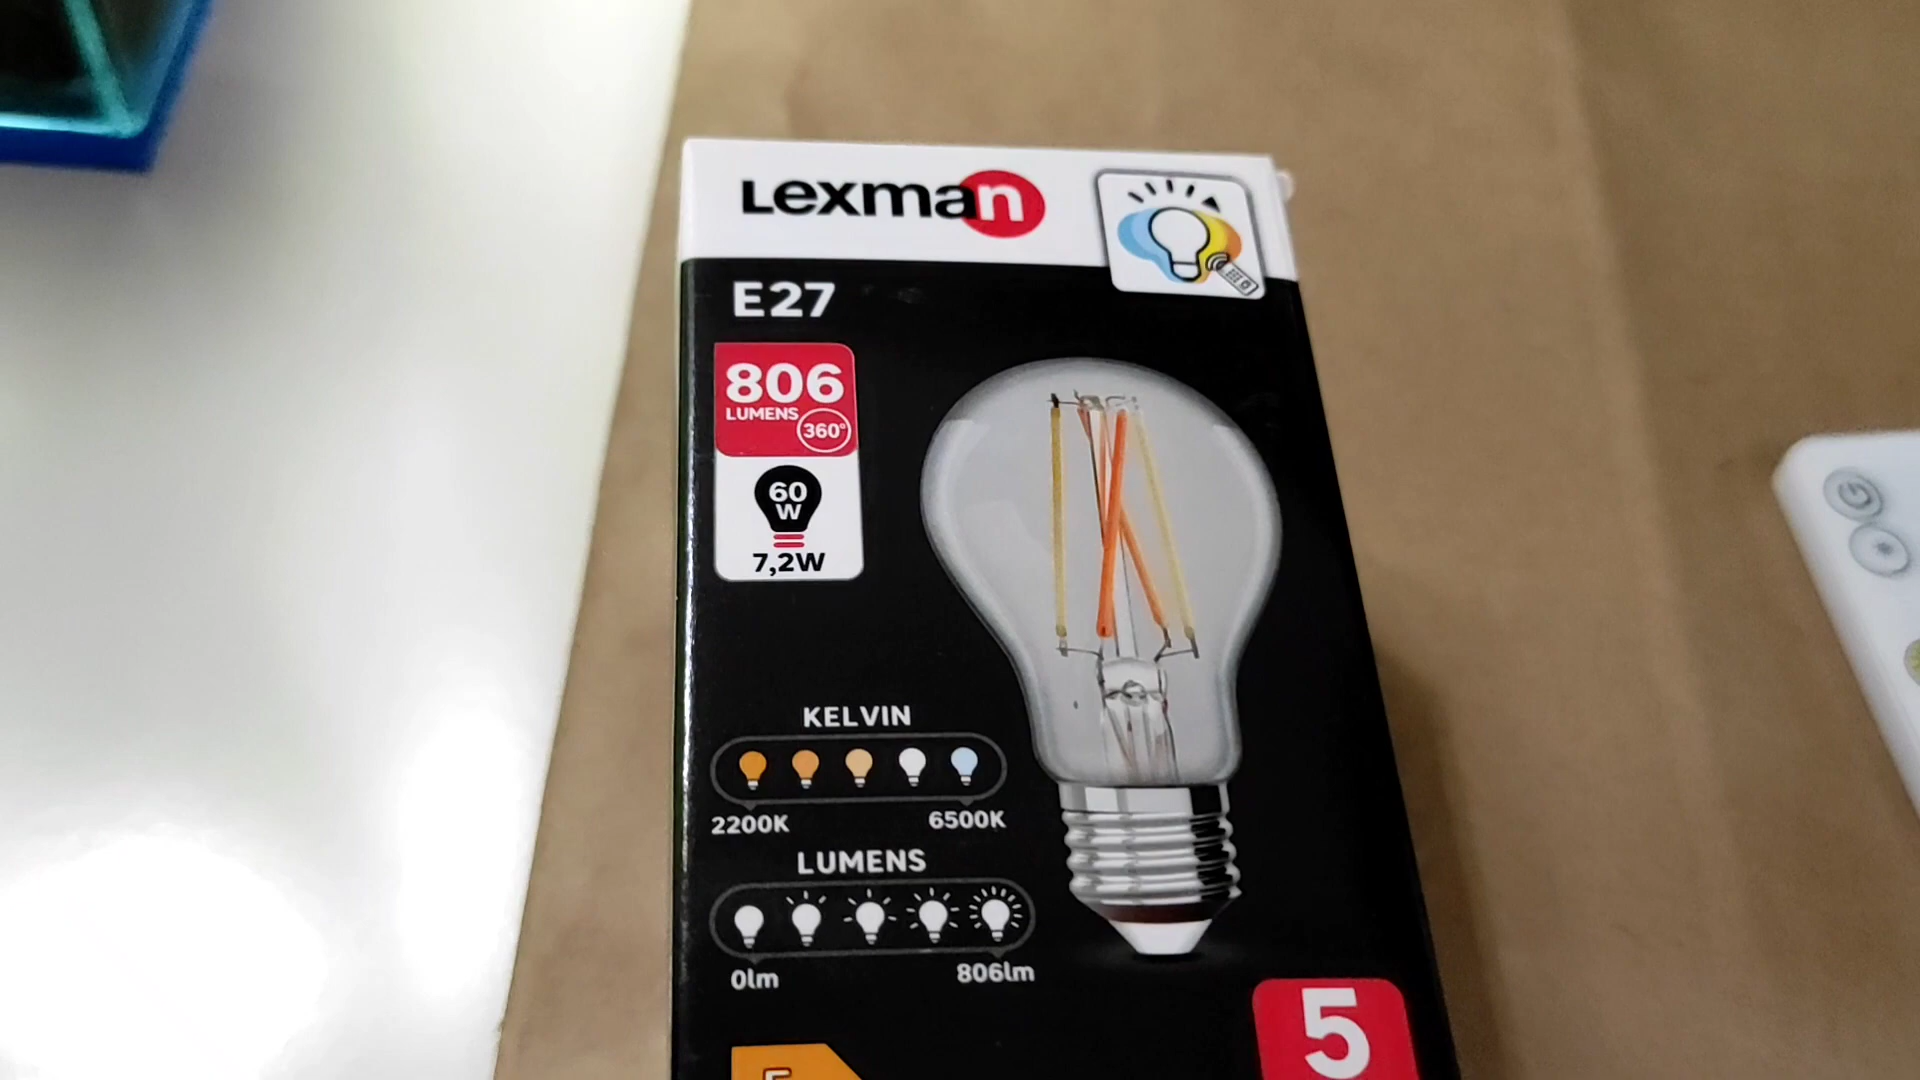 Lexman
E27
806
LUMENS
360°
60
W
7,2W
KELVIN
2200K
6500K
LUMENS
0lm
806lm
5